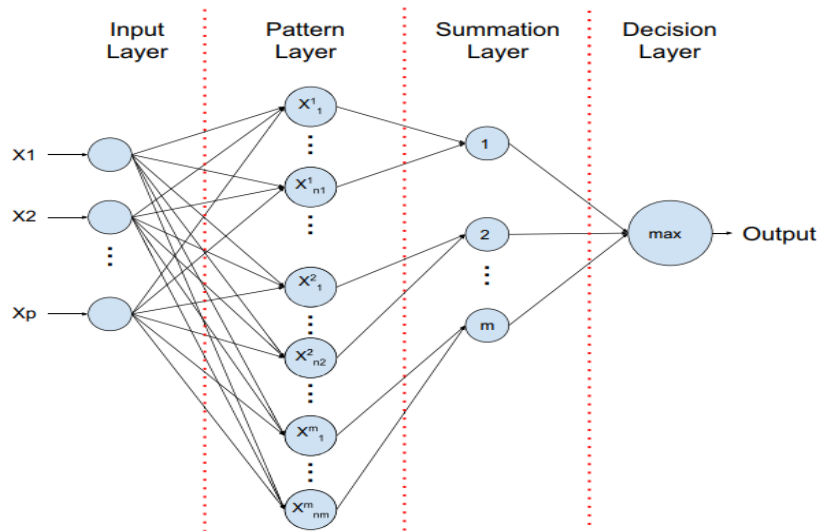 Input Layer
Pattern Layer
Summation Layer
Decision Layer
X1
X2
...
Xp
X¹₁
...
X¹ₙ₁
...
X²₁
...
X²ₙ₂
...
Xᵐ₁
...
Xᵐₙₘ
1
2
...
m
max
Output